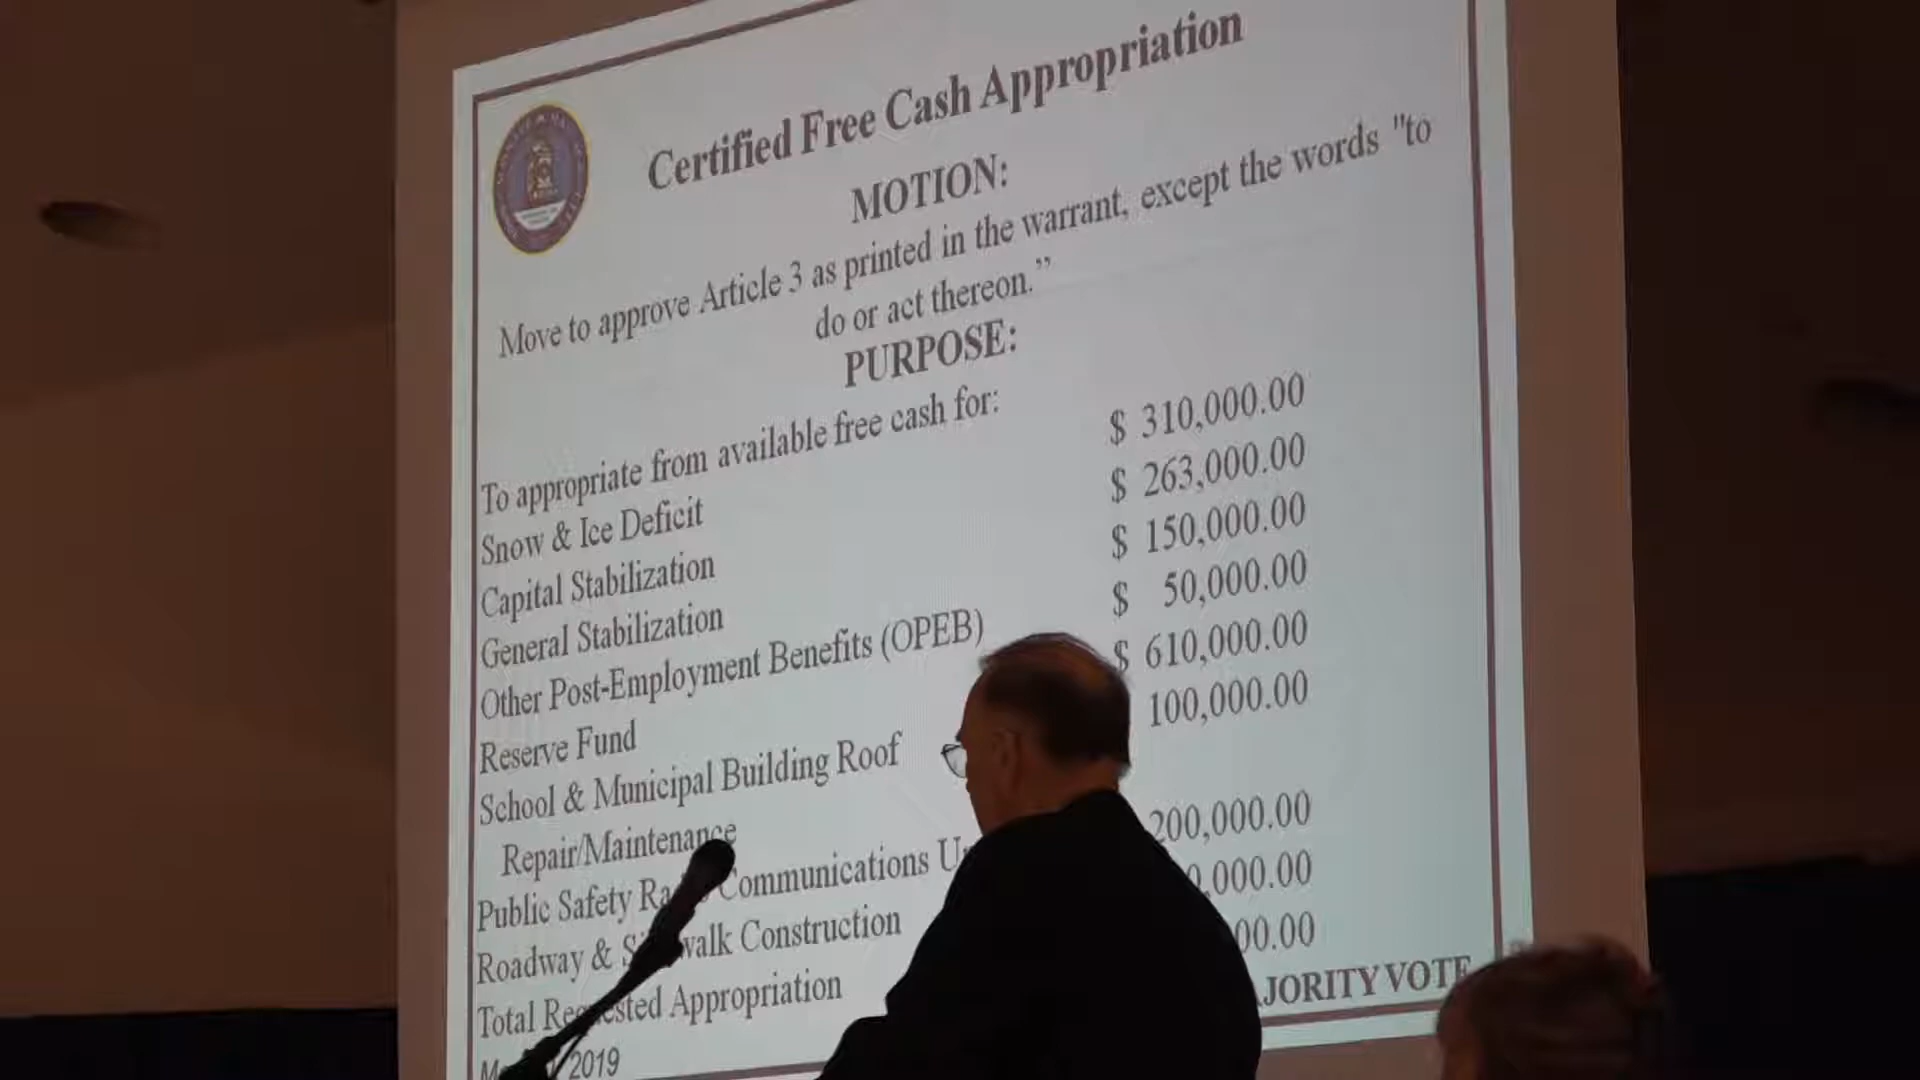 Certified Free Cash Appropriation
MOTION:
Move to approve Article 3 as printed in the warrant, except the words "to
do or act thereon.”
PURPOSE:
To appropriate from available free cash for:
Snow & Ice Deficit $ 310,000.00
Capital Stabilization $ 263,000.00
General Stabilization $ 150,000.00
Other Post-Employment Benefits (OPEB) $ 50,000.00
Reserve Fund $ 610,000.00
School & Municipal Building Roof 100,000.00
Repair/Maintenance
Public Safety Communications 200,000.00
Roadway & Construction
Total Appropriation
VOTE
2019